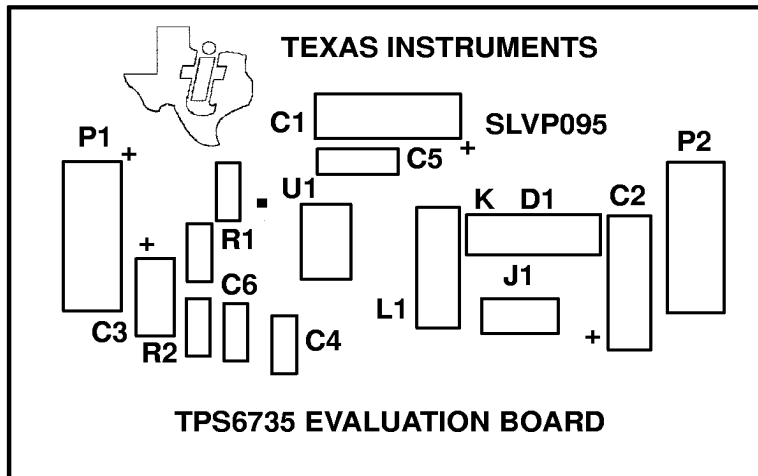 TEXAS INSTRUMENTS
C1
SLVP095
+
P1
+
C5
P2
U1
K D1
C2
R1
+
C6
J1
L1
C3
R2
C4
+
TPS6735 EVALUATION BOARD